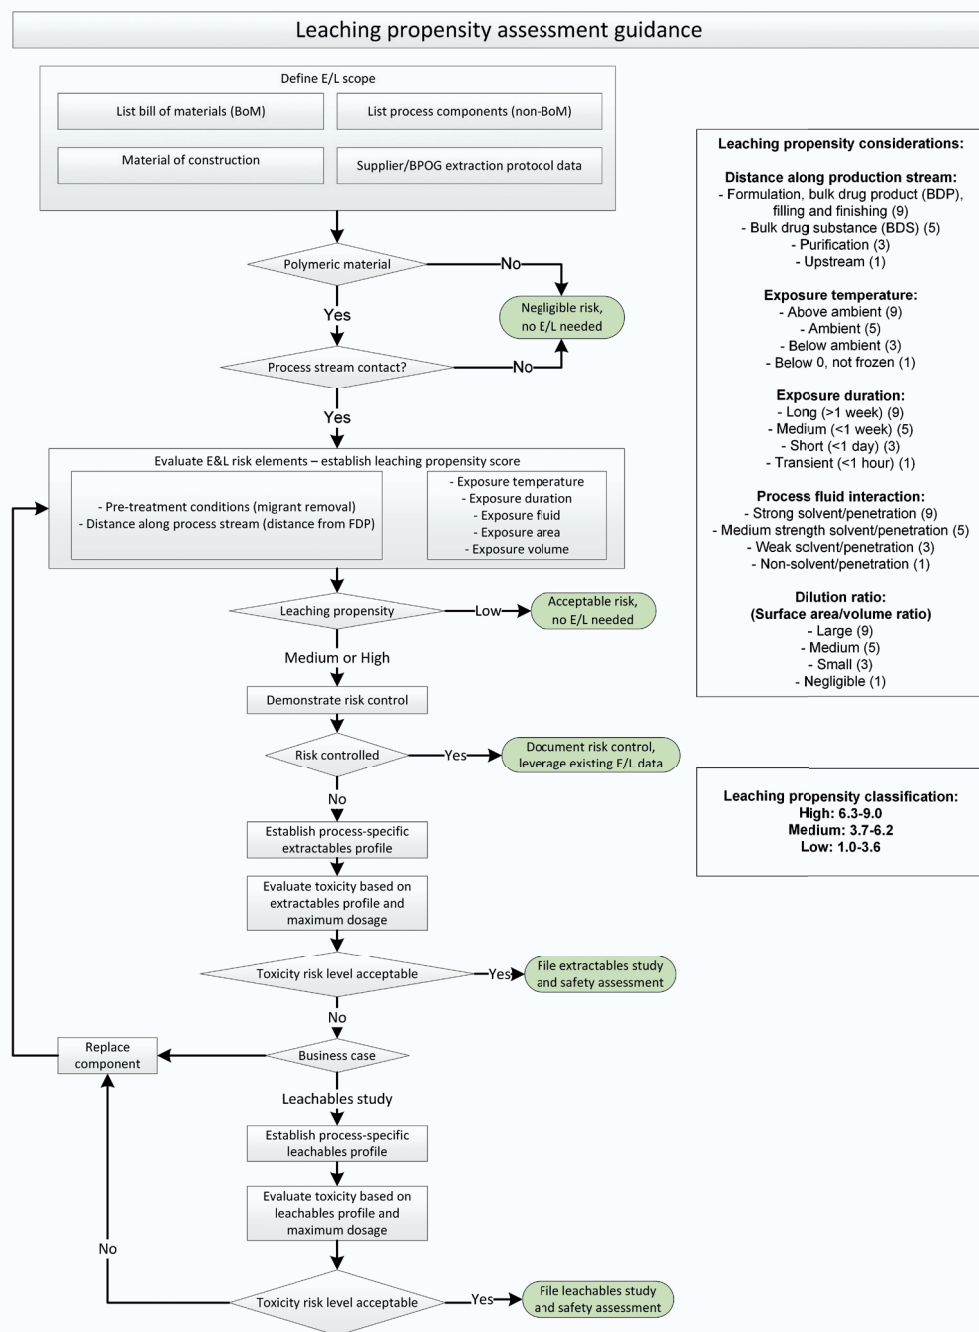 Leaching propensity assessment guidance
Define E/L scope
List bill of materials (BoM)
List process components (non-BoM)
Material of construction
Supplier/BPOG extraction protocol data
Polymeric material
No
Negligible risk,
no E/L needed
Yes
Process stream contact?
No
Yes
Evaluate E&L risk elements – establish leaching propensity score
- Pre-treatment conditions (migrant removal)
- Distance along process stream (distance from FDP)
- Exposure temperature
- Exposure duration
- Exposure fluid
- Exposure area
- Exposure volume
Leaching propensity
Low
Acceptable risk,
no E/L needed
Medium or High
Demonstrate risk control
Risk controlled
Yes
Document risk control,
leverage existing E/L data
No
Establish process-specific
extractables profile
Evaluate toxicity based on
extractables profile and
maximum dosage
Toxicity risk level acceptable
Yes
File extractables study
and safety assessment
No
Business case
Replace
component
Leachables study
Establish process-specific
leachables profile
Evaluate toxicity based on
leachables profile and
maximum dosage
No
Toxicity risk level acceptable
Yes
File leachables study
and safety assessment
Leaching propensity considerations:
Distance along production stream:
- Formulation, bulk drug product (BDP),
filling and finishing (9)
- Bulk drug substance (BDS) (5)
- Purification (3)
- Upstream (1)
Exposure temperature:
- Above ambient (9)
- Ambient (5)
- Below ambient (3)
- Below 0, not frozen (1)
Exposure duration:
- Long (>1 week) (9)
- Medium (<1 week) (5)
- Short (<1 day) (3)
- Transient (<1 hour) (1)
Process fluid interaction:
- Strong solvent/penetration (9)
- Medium strength solvent/penetration (5)
- Weak solvent/penetration (3)
- Non-solvent/penetration (1)
Dilution ratio:
(Surface area/volume ratio)
- Large (9)
- Medium (5)
- Small (3)
- Negligible (1)
Leaching propensity classification:
High: 6.3-9.0
Medium: 3.7-6.2
Low: 1.0-3.6